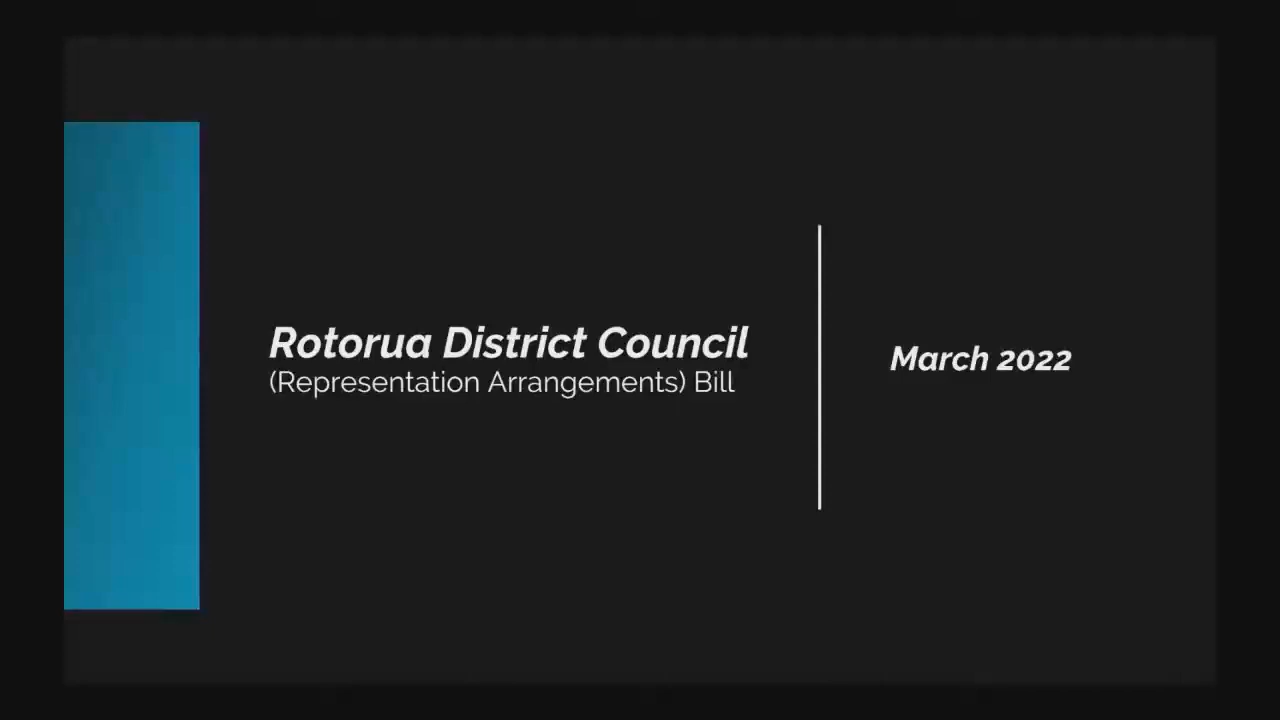 Rotorua District Council
(Representation Arrangements) Bill
March 2022